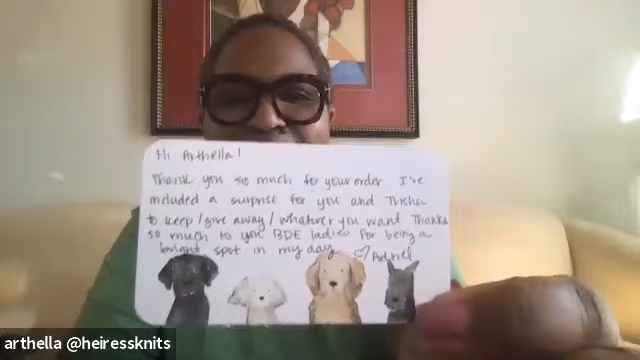 Hi Arthella!
Thank you so much for your order I've
included a surprise for you and Trisha
to keep/give away/whatever you want Thanks
so much to you BDE ladies for being a
bright spot in my day
arthella @heiressknits